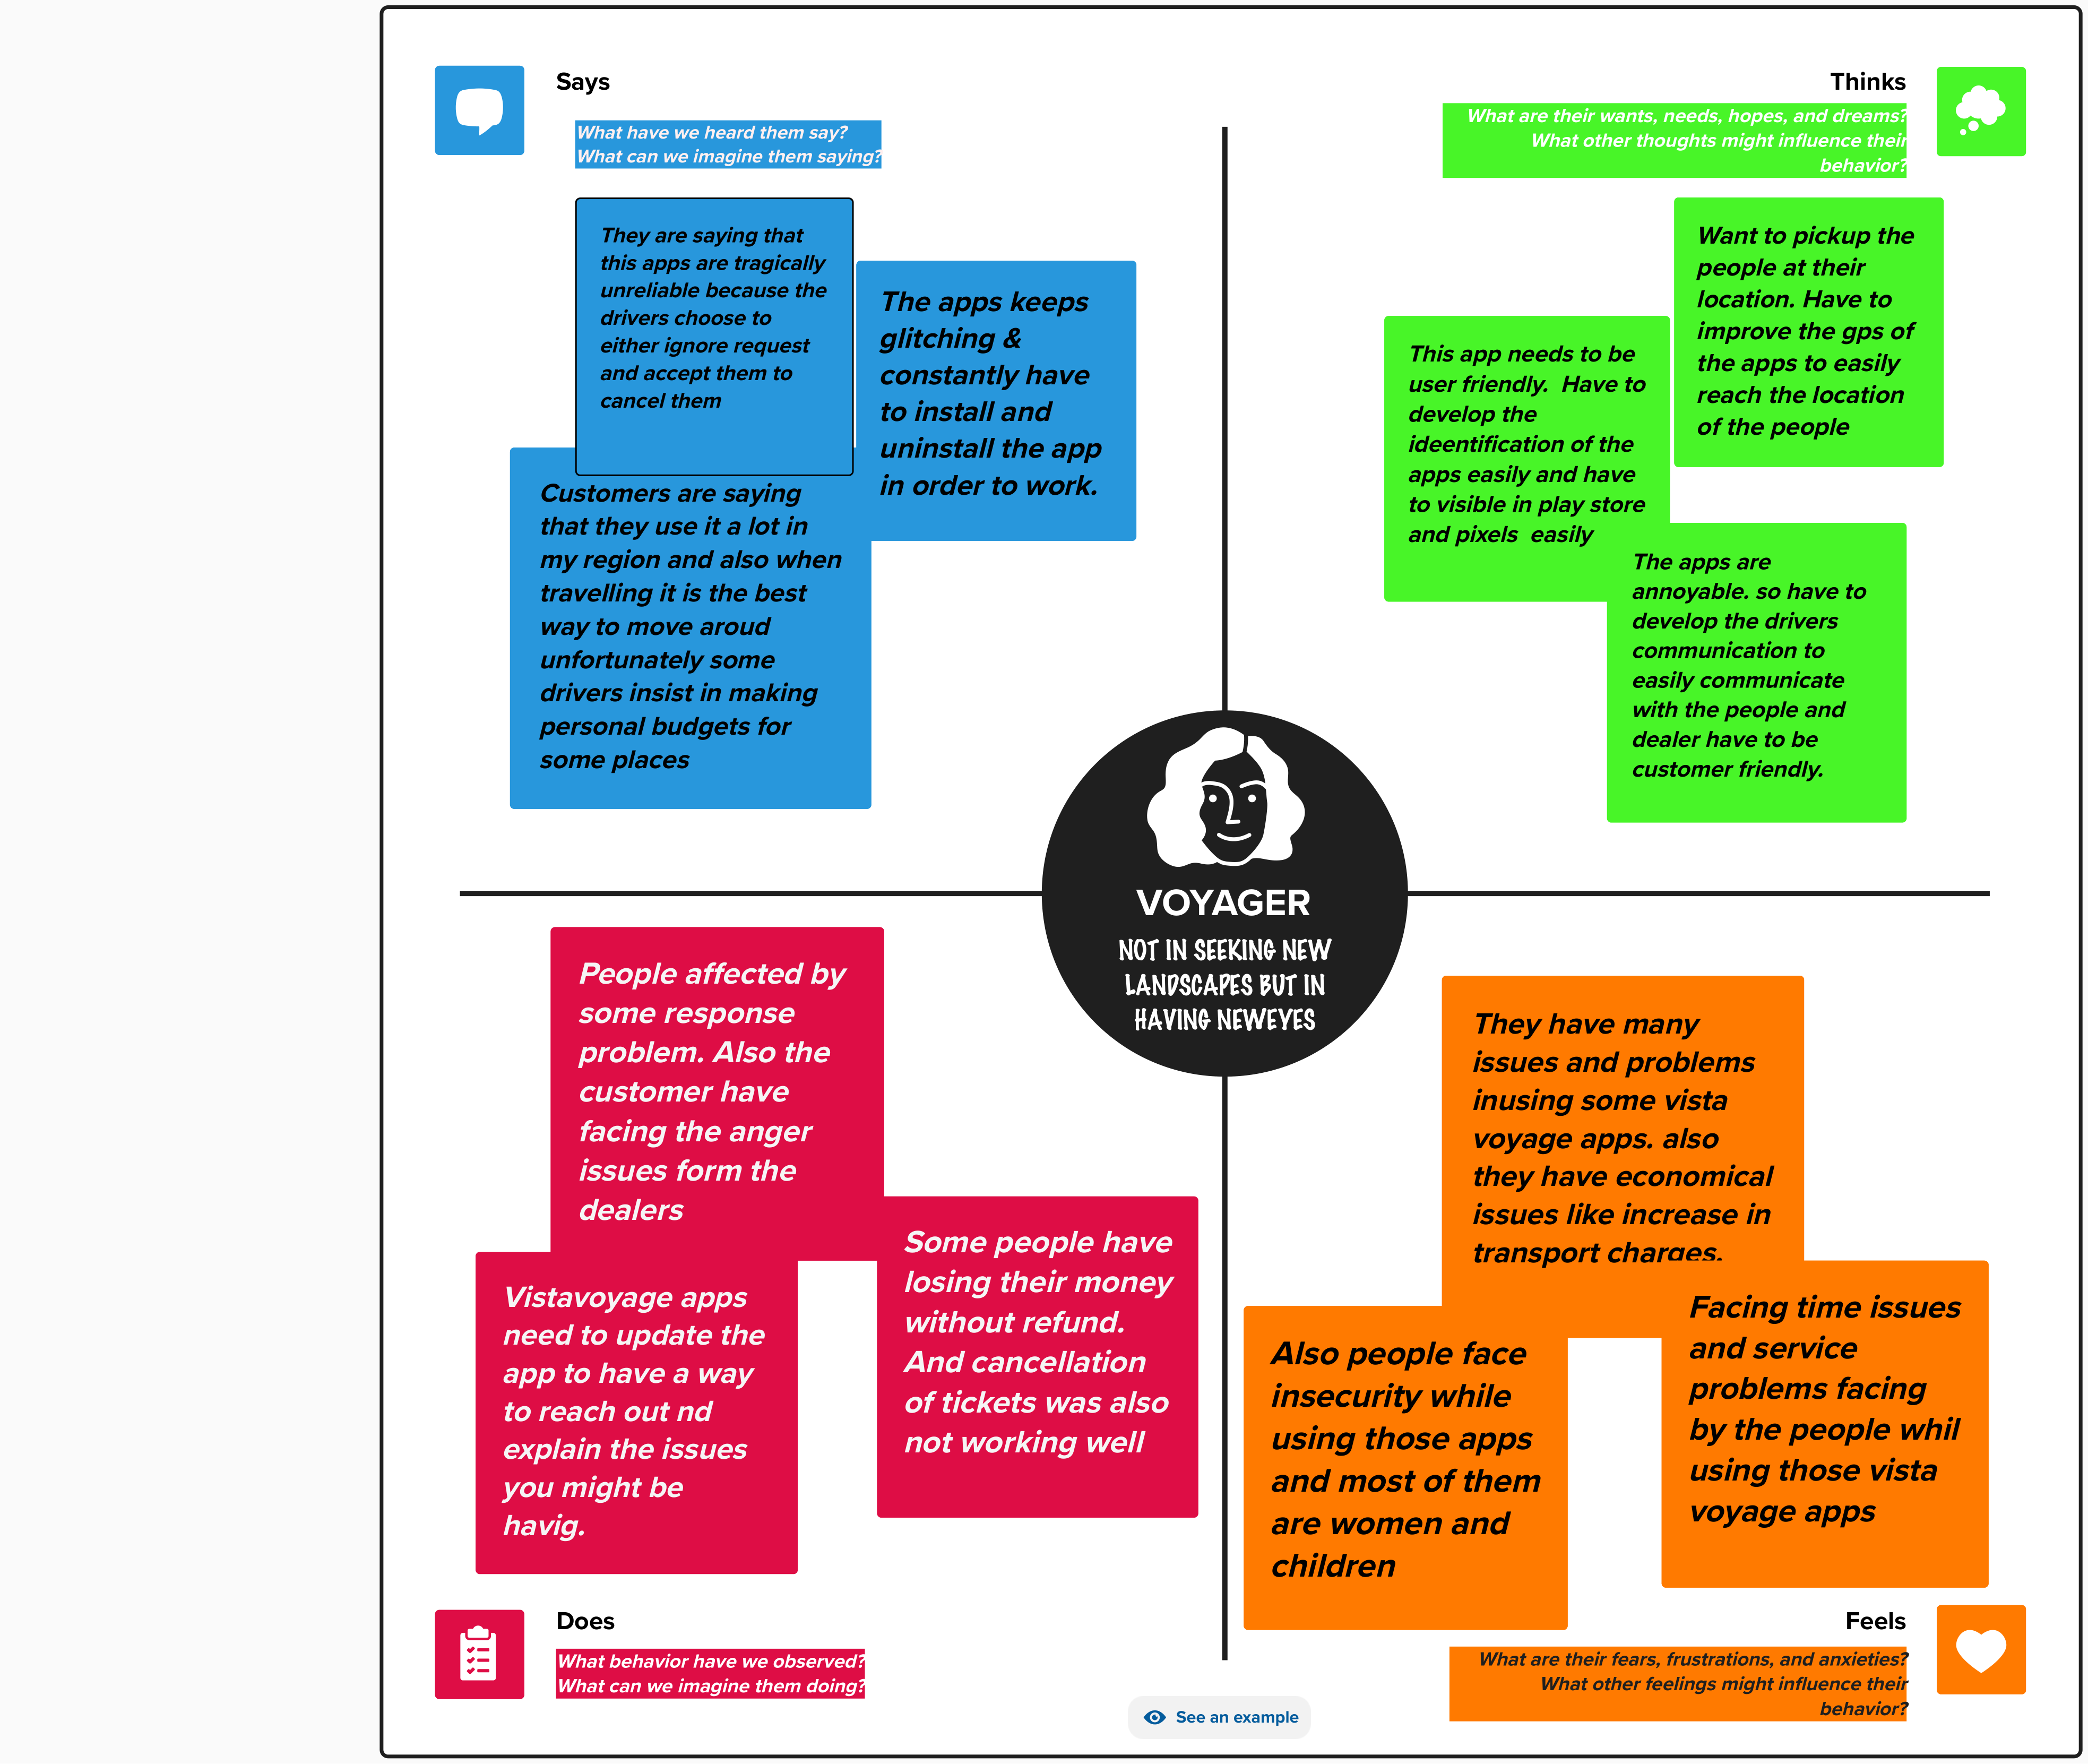 Says
What have we heard them say?
What can we imagine them saying?
They are saying that
this apps are tragically
unreliable because the
drivers choose to
either ignore request
and accept them to
cancel them
The apps keeps
glitching &
constantly have
to install and
uninstall the app
in order to work.
Customers are saying
that they use it a lot in
my region and also when
travelling it is the best
way to move aroud
unfortunately some
drivers insist in making
personal budgets for
some places
Thinks
What are their wants, needs, hopes, and dreams?
What other thoughts might influence their
behavior?
Want to pickup the
people at their
location. Have to
improve the gps of
the apps to easily
reach the location
of the people
This app needs to be
user friendly.  Have to
develop the
ideentification of the
apps easily and have
to visible in play store
and pixels  easily
The apps are
annoyable. so have to
develop the drivers
communication to
easily communicate
with the people and
dealer have to be
customer friendly.
VOYAGER
NOT IN SEEKING NEW
LANDSCAPES BUT IN
HAVING NEWEYES
People affected by
some response
problem. Also the
customer have
facing the anger
issues form the
dealers
Some people have
losing their money
without refund.
And cancellation
of tickets was also
not working well
Vistavoyage apps
need to update the
app to have a way
to reach out nd
explain the issues
you might be
havig.
Does
What behavior have we observed?
What can we imagine them doing?
They have many
issues and problems
inusing some vista
voyage apps. also
they have economical
issues like increase in
transport charges.
Also people face
insecurity while
using those apps
and most of them
are women and
children
Facing time issues
and service
problems facing
by the people whil
using those vista
voyage apps
Feels
What are their fears, frustrations, and anxieties?
What other feelings might influence their
behavior?
See an example